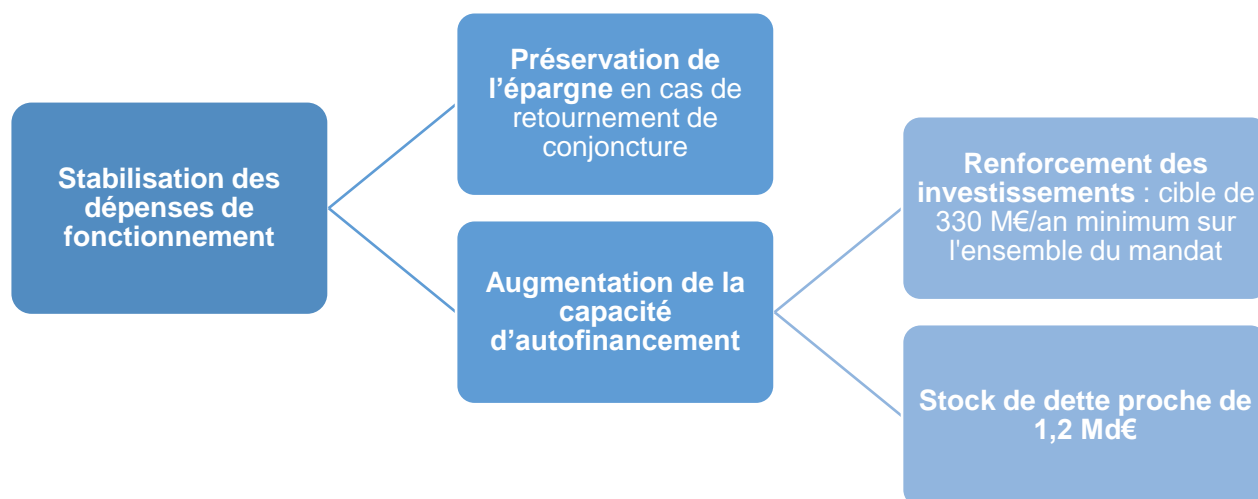 Préservation de
l’épargne en cas de
retournement de
conjoncture
Stabilisation des
dépenses de
fonctionnement
Renforcement des
investissements : cible de
330 M€/an minimum sur
l'ensemble du mandat
Augmentation de la
capacité
d’autofinancement
Stock de dette proche de
1,2 Md€